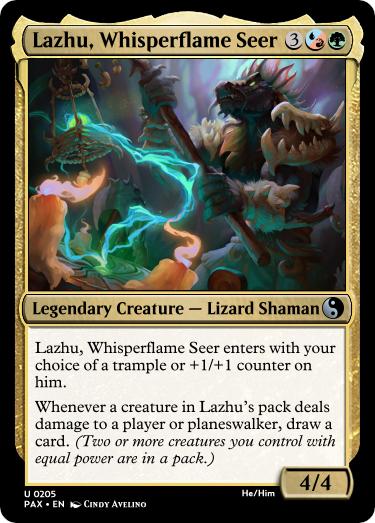 Lazhu, Whisperflame Seer 3
Legendary Creature — Lizard Shaman
Lazhu, Whisperflame Seer enters with your
choice of a trample or +1/+1 counter on
him.
Whenever a creature in Lazhu's pack deals
damage to a player or planeswalker, draw a
card. (Two or more creatures you control with
equal power are in a pack.)
4/4
U 0205
He/Him
PAX • EN Cindy Avelino